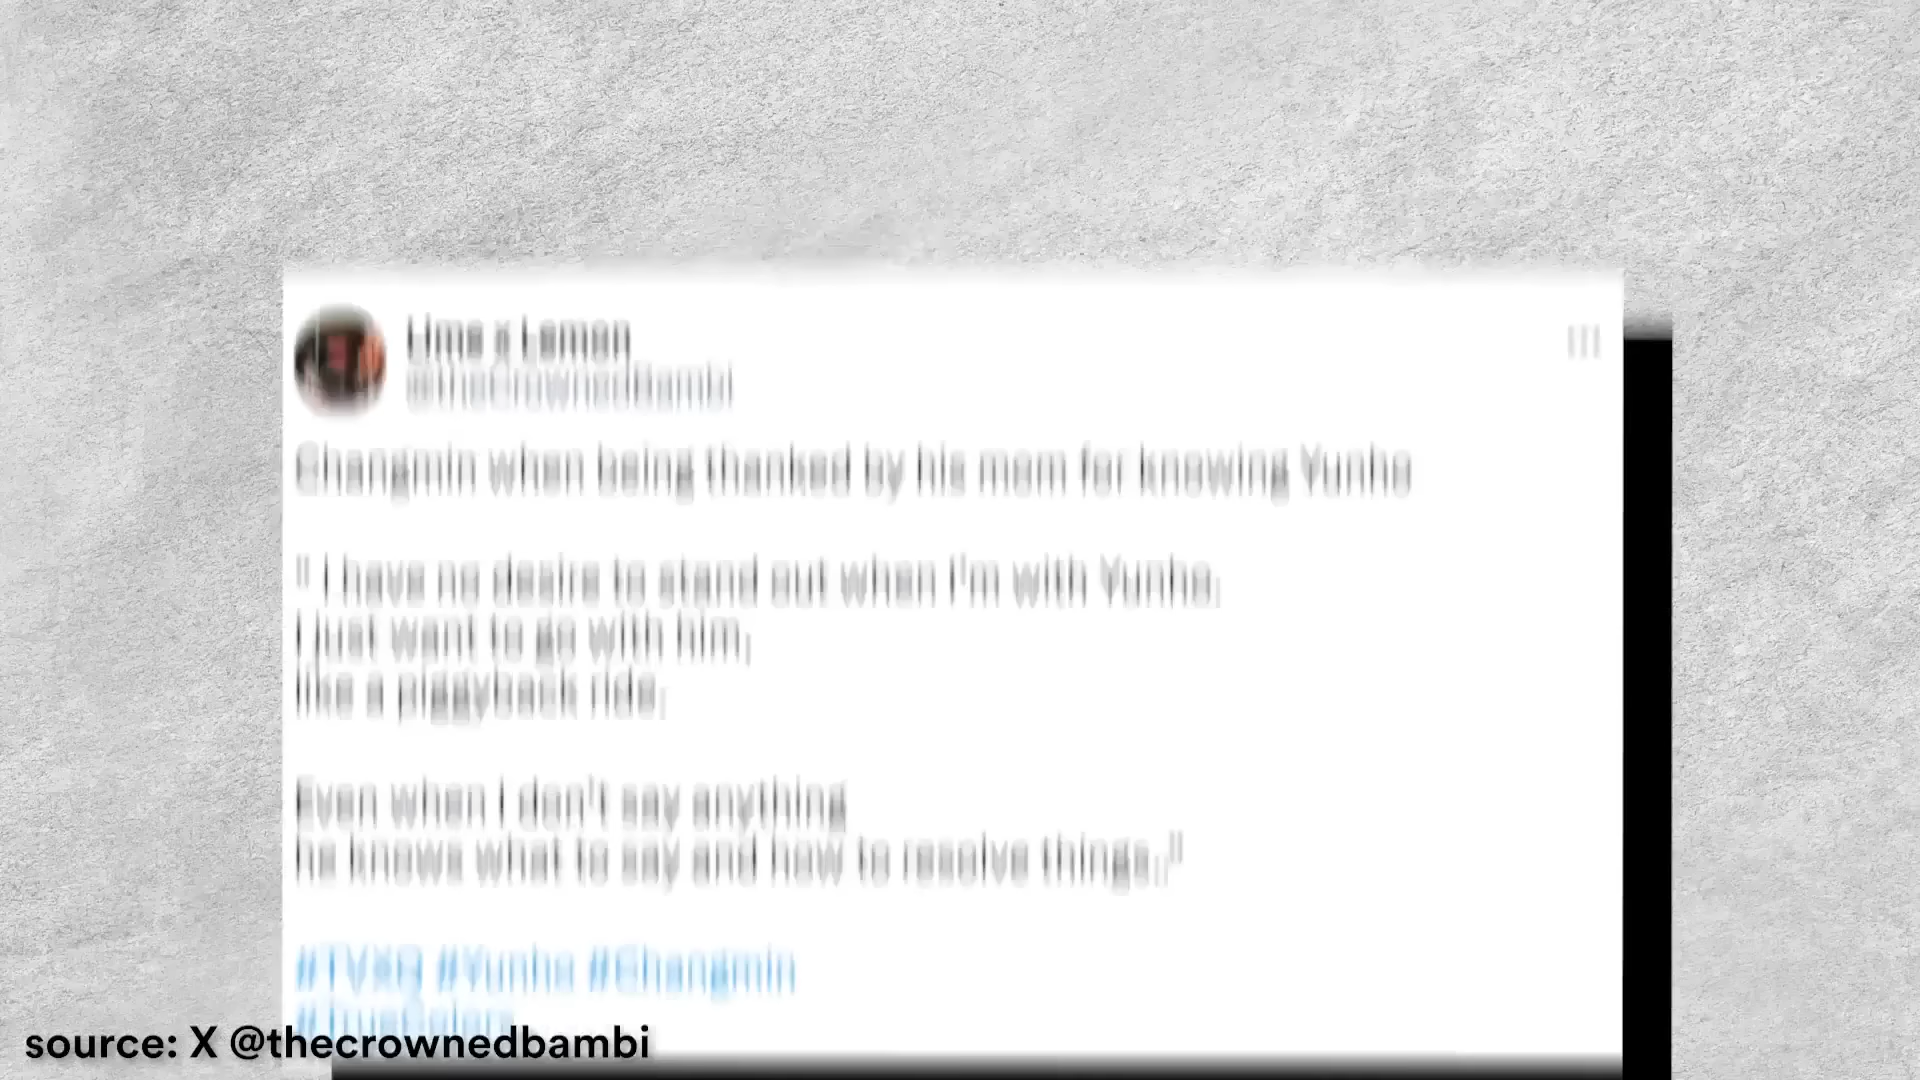 Lime x Lemon
@thecrownedbambi
Changmin when being thanked by his mom for knowing Yunho
" I have no desire to stand out when I'm with Yunho.
I just want to go with him,
like a piggyback ride.
Even when I don't say anything
he knows what to say and how to resolve things.."
#TVXQ #Yunho #Changmin
source: X @thecrownedbambi